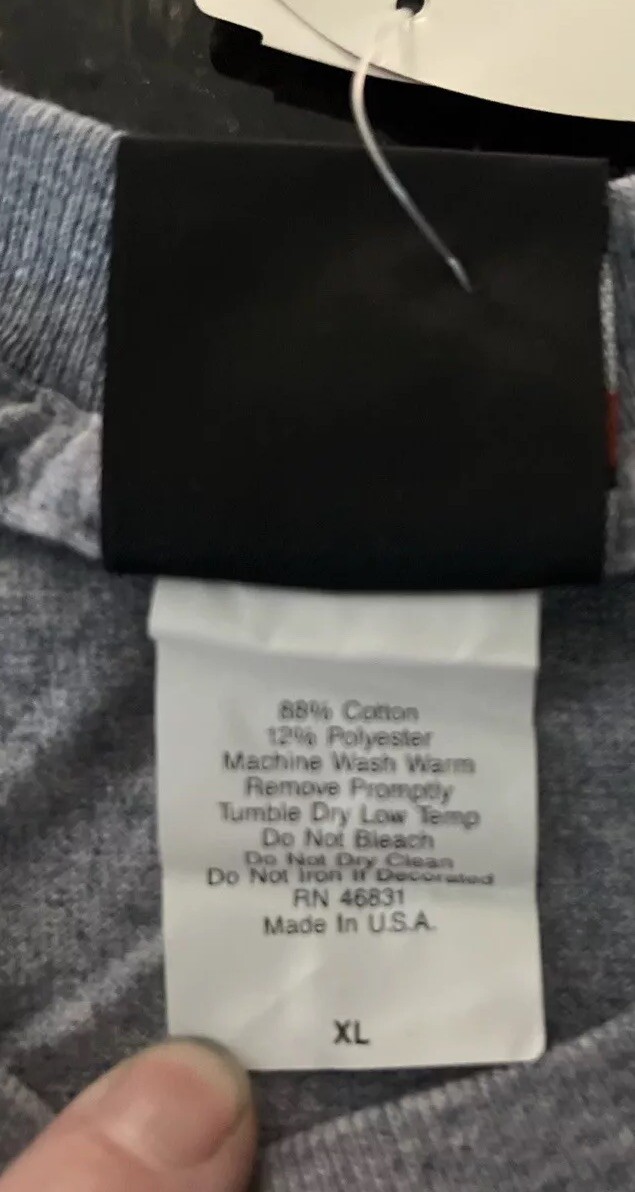 88% Cotton
12% Polyester
Machine Wash Warm
Remove Promptly
Tumble Dry Low Temp
Do Not Bleach
Do Not Dry Clean
Do Not Iron If Decorated
RN 46831
Made In U.S.A.
XL